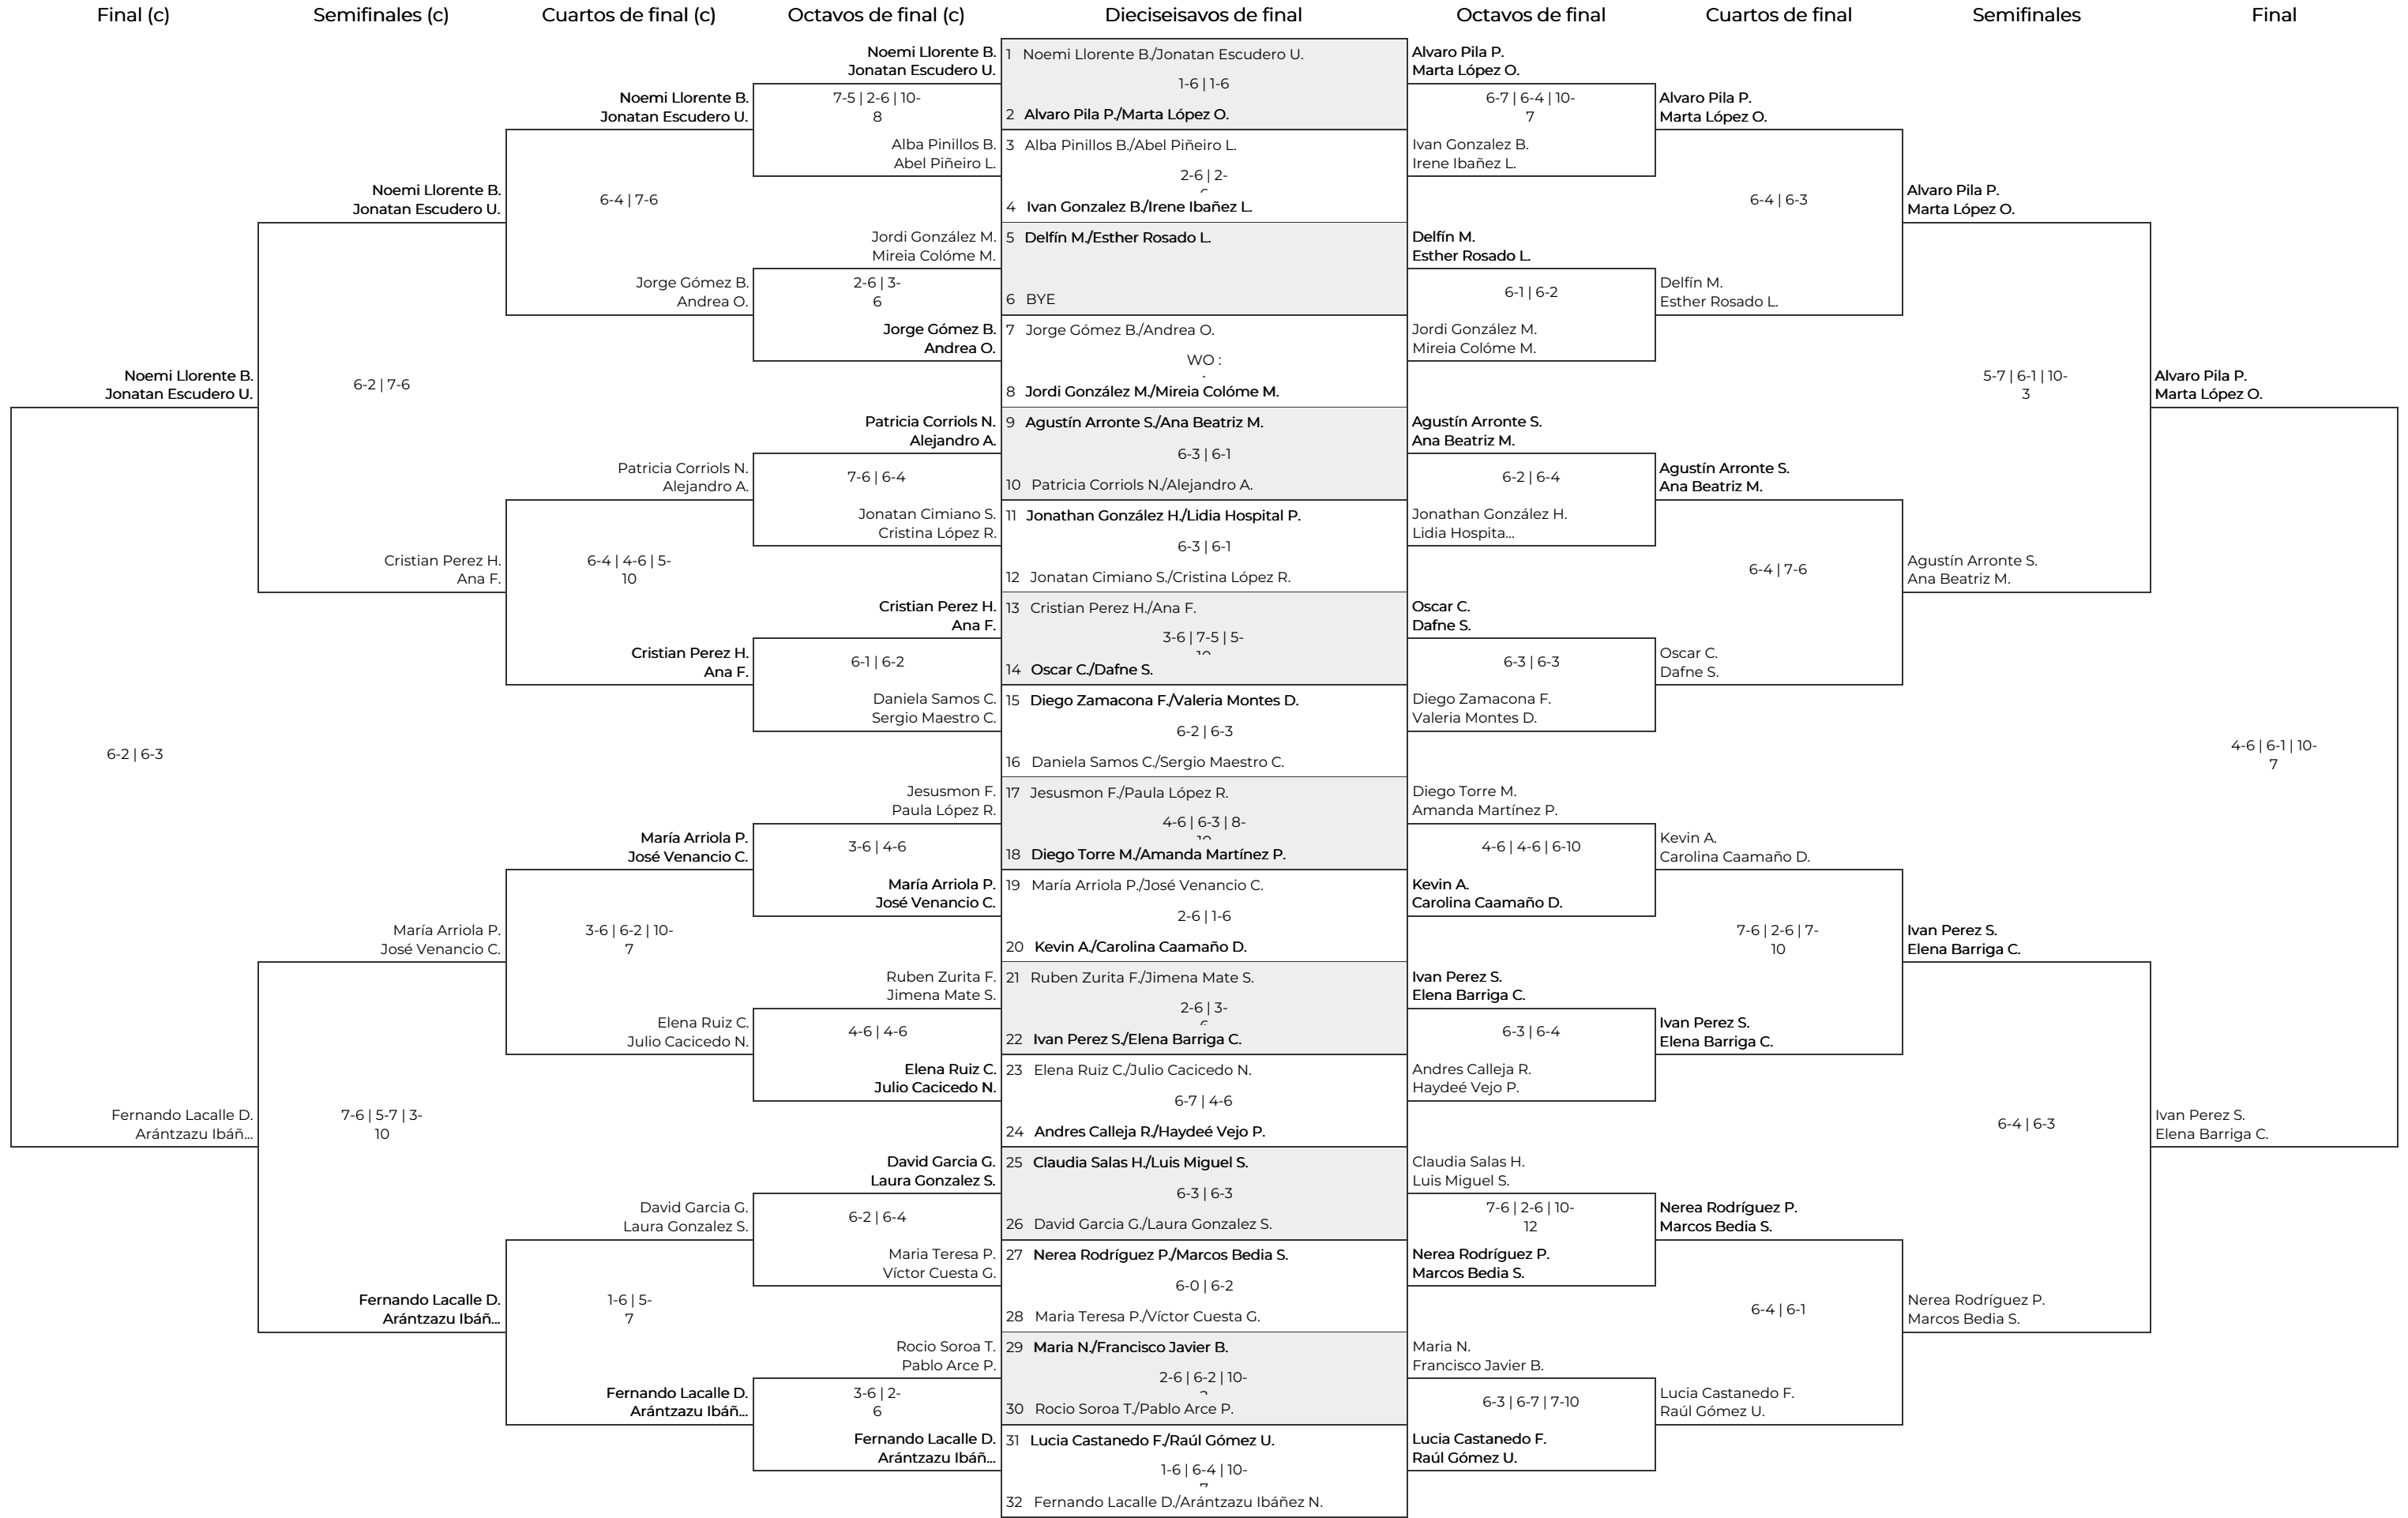 Final (c)
Semifinales (c)
Cuartos de final (c)
Octavos de final (c)
Dieciseisavos de final
Octavos de final
Cuartos de final
Semifinales
Final
Noemi Llorente B.
Jonatan Escudero U.
6-2 | 6-3
Fernando Lacalle D.
Arántzazu Ibáñ...
Noemi Llorente B.
Jonatan Escudero U.
6-2 | 7-6
Cristian Perez H.
Ana F.
María Arriola P.
José Venancio C.
7-6 | 5-7 | 3-
10
Fernando Lacalle D.
Arántzazu Ibáñ...
Noemi Llorente B.
Jonatan Escudero U.
6-4 | 7-6
Jorge Gómez B.
Andrea O.
Patricia Corriols N.
Alejandro A.
6-4 | 4-6 | 5-
10
Cristian Perez H.
Ana F.
María Arriola P.
José Venancio C.
3-6 | 6-2 | 10-
7
Elena Ruiz C.
Julio Cacicedo N.
David Garcia G.
Laura Gonzalez S.
1-6 | 5-
7
Fernando Lacalle D.
Arántzazu Ibáñ...
Noemi Llorente B.
Jonatan Escudero U.
7-5 | 2-6 | 10-
8
Alba Pinillos B.
Abel Piñeiro L.
Jordi González M.
Mireia Colóme M.
2-6 | 3-
6
Jorge Gómez B.
Andrea O.
Patricia Corriols N.
Alejandro A.
7-6 | 6-4
Jonatan Cimiano S.
Cristina López R.
Cristian Perez H.
Ana F.
6-1 | 6-2
Daniela Samos C.
Sergio Maestro C.
Jesusmon F.
Paula López R.
3-6 | 4-6
María Arriola P.
José Venancio C.
Ruben Zurita F.
Jimena Mate S.
4-6 | 4-6
Elena Ruiz C.
Julio Cacicedo N.
David Garcia G.
Laura Gonzalez S.
6-2 | 6-4
Maria Teresa P.
Víctor Cuesta G.
Rocio Soroa T.
Pablo Arce P.
3-6 | 2-
6
Fernando Lacalle D.
Arántzazu Ibáñ...
1 Noemi Llorente B./Jonatan Escudero U.
1-6 | 1-6
2 Alvaro Pila P./Marta López O.
3 Alba Pinillos B./Abel Piñeiro L.
2-6 | 2-
4 Ivan Gonzalez B./Irene Ibañez L.
5 Delfín M./Esther Rosado L.
6 BYE
7 Jorge Gómez B./Andrea O.
WO :
8 Jordi González M./Mireia Colóme M.
9 Agustín Arronte S./Ana Beatriz M.
6-3 | 6-1
10 Patricia Corriols N./Alejandro A.
11 Jonathan González H./Lidia Hospital P.
6-3 | 6-1
12 Jonatan Cimiano S./Cristina López R.
13 Cristian Perez H./Ana F.
3-6 | 7-5 | 5-
14 Oscar C./Dafne S.
15 Diego Zamacona F./Valeria Montes D.
6-2 | 6-3
16 Daniela Samos C./Sergio Maestro C.
17 Jesusmon F./Paula López R.
4-6 | 6-3 | 8-
18 Diego Torre M./Amanda Martínez P.
19 María Arriola P./José Venancio C.
2-6 | 1-6
20 Kevin A./Carolina Caamaño D.
21 Ruben Zurita F./Jimena Mate S.
2-6 | 3-
22 Ivan Perez S./Elena Barriga C.
23 Elena Ruiz C./Julio Cacicedo N.
6-7 | 4-6
24 Andres Calleja R./Haydeé Vejo P.
25 Claudia Salas H./Luis Miguel S.
6-3 | 6-3
26 David Garcia G./Laura Gonzalez S.
27 Nerea Rodríguez P./Marcos Bedia S.
6-0 | 6-2
28 Maria Teresa P./Víctor Cuesta G.
29 Maria N./Francisco Javier B.
2-6 | 6-2 | 10-
30 Rocio Soroa T./Pablo Arce P.
31 Lucia Castanedo F./Raúl Gómez U.
1-6 | 6-4 | 10-
32 Fernando Lacalle D./Arántzazu Ibáñez N.
Alvaro Pila P.
Marta López O.
6-7 | 6-4 | 10-
7
Ivan Gonzalez B.
Irene Ibañez L.
Delfín M.
Esther Rosado L.
6-1 | 6-2
Jordi González M.
Mireia Colóme M.
Agustín Arronte S.
Ana Beatriz M.
6-2 | 6-4
Jonathan González H.
Lidia Hospita...
Oscar C.
Dafne S.
6-3 | 6-3
Diego Zamacona F.
Valeria Montes D.
Diego Torre M.
Amanda Martínez P.
4-6 | 4-6 | 6-10
Kevin A.
Carolina Caamaño D.
Ivan Perez S.
Elena Barriga C.
6-3 | 6-4
Andres Calleja R.
Haydeé Vejo P.
Claudia Salas H.
Luis Miguel S.
7-6 | 2-6 | 10-
12
Nerea Rodríguez P.
Marcos Bedia S.
Maria N.
Francisco Javier B.
6-3 | 6-7 | 7-10
Lucia Castanedo F.
Raúl Gómez U.
Alvaro Pila P.
Marta López O.
6-4 | 6-3
Delfín M.
Esther Rosado L.
Agustín Arronte S.
Ana Beatriz M.
6-4 | 7-6
Oscar C.
Dafne S.
Kevin A.
Carolina Caamaño D.
7-6 | 2-6 | 7-
10
Ivan Perez S.
Elena Barriga C.
Nerea Rodríguez P.
Marcos Bedia S.
6-4 | 6-1
Lucia Castanedo F.
Raúl Gómez U.
Alvaro Pila P.
Marta López O.
5-7 | 6-1 | 10-
3
Agustín Arronte S.
Ana Beatriz M.
Ivan Perez S.
Elena Barriga C.
6-4 | 6-3
Nerea Rodríguez P.
Marcos Bedia S.
Alvaro Pila P.
Marta López O.
4-6 | 6-1 | 10-
7
Ivan Perez S.
Elena Barriga C.